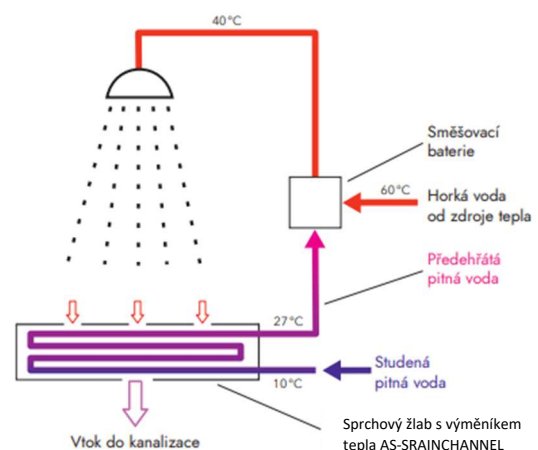 40°C
Směšovací
baterie
60°C
Horká voda
od zdroje tepla
Předehřátá
pitná voda
27°C
Studená
pitná voda
10°C
Sprchový žlab s výměníkem
tepla AS-SRAINCHANNEL
Vtok do kanalizace